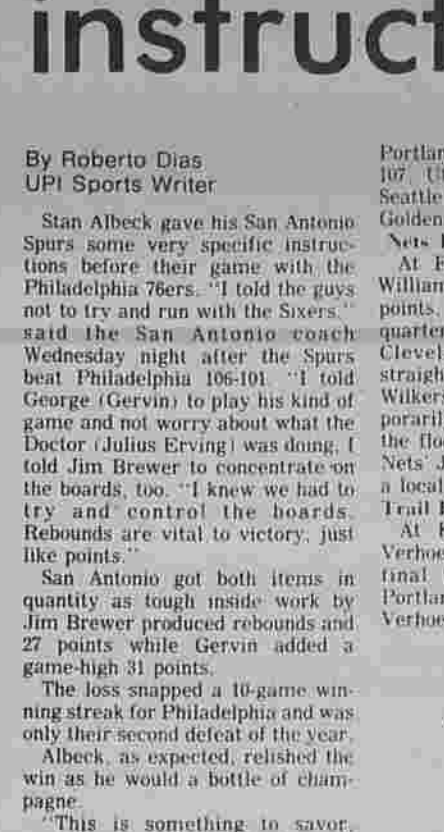 instruct
By Roberto Dias
UPI Sports Writer
Stan Albeck gave his San Antonio
Spurs some very specific instruc-
tions before their game with the
Philadelphia 76ers. "I told the guys
not to try and run with the Sixers,"
said the San Antonio coach
Wednesday night after the Spurs
beat Philadelphia 106-101. "I told
George (Gervin) to play his kind of
game and not worry about what the
Doctor (Julius Erving) was doing. I
told Jim Brewer to concentrate on
the boards, too. "I knew we had to
try and control the boards.
Rebounds are vital to victory, just
like points."
San Antonio got both items in
quantity as tough inside work by
Jim Brewer produced rebounds and
27 points while Gervin added a
game-high 31 points.
The loss snapped a 10-game win-
ning streak for Philadelphia and was
only their second defeat of the year.
Albeck, as expected, relished the
win as he would a bottle of cham-
pagne.
"This is something to savor,
Portlan
107 Ut
Seattle
Golden
Nets
At
William
points,
quarter
Clevel
straigh
Wilkers
poraril
the flo
Nets J
a local
Trail
At
Verhoe
final
Portlan
Verhoe